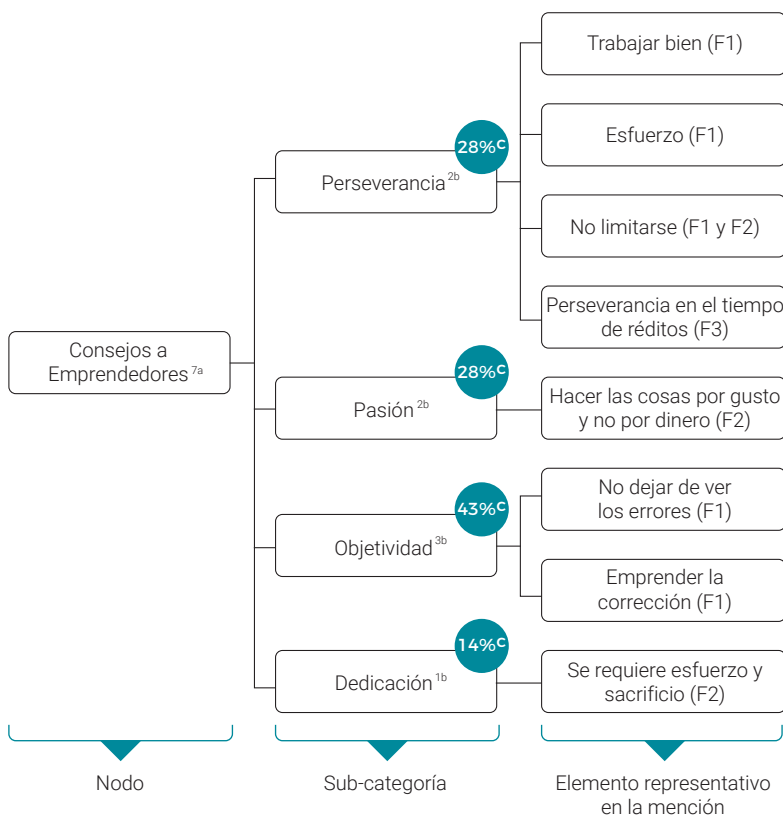 Consejos a
Emprendedores 7a
28%C
Perseverancia 2b
Trabajar bien (F1)
Esfuerzo (F1)
No limitarse (F1 y F2)
Perseverancia en el tiempo
de réditos (F3)
28%C
Pasión 2b
Hacer las cosas por gusto
y no por dinero (F2)
43%C
Objetividad 3b
No dejar de ver
los errores (F1)
Emprender la
corrección (F1)
14%C
Dedicación 1b
Se requiere esfuerzo y
sacrificio (F2)
Nodo
Sub-categoría
Elemento representativo
en la mención